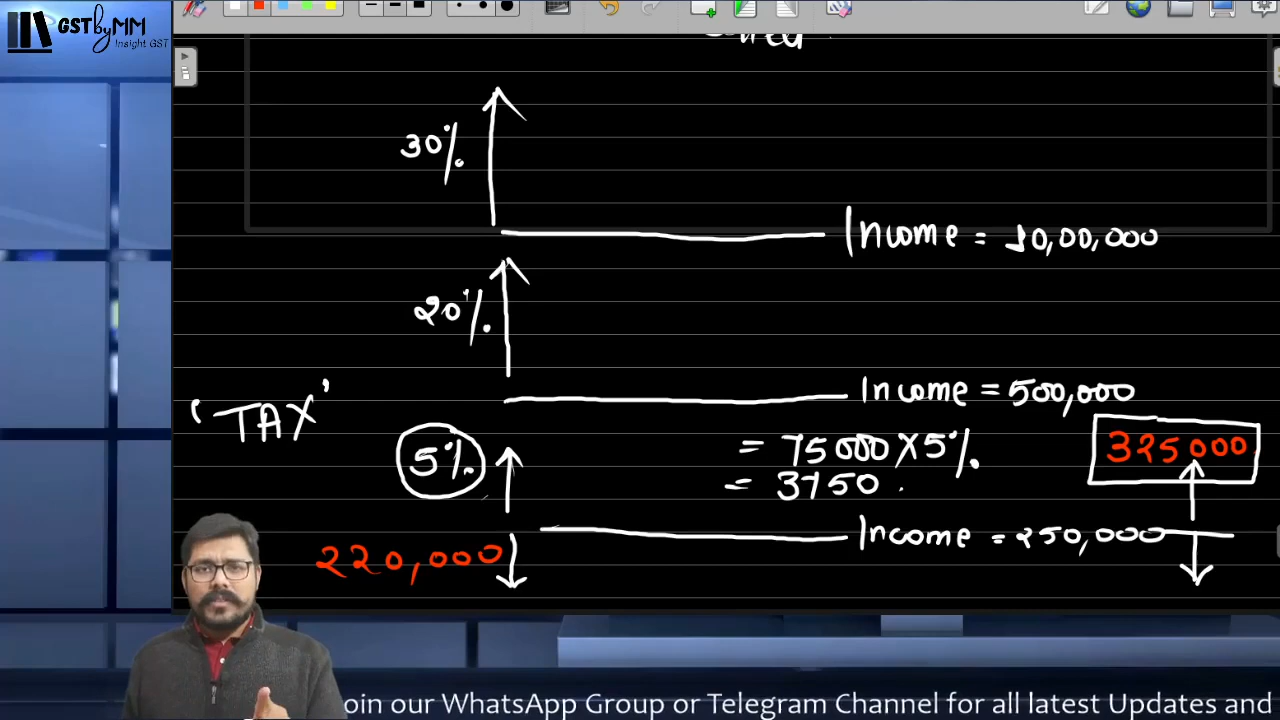 GSTbyMM
Insight GST
30%
Income = 10,00,000
20%
Income = 500,000
'TAX'
5%
= 75000 X 5%
= 3750
325000
Income = 250,000
220,000
oin our WhatsApp Group or Telegram Channel for all latest Updates and